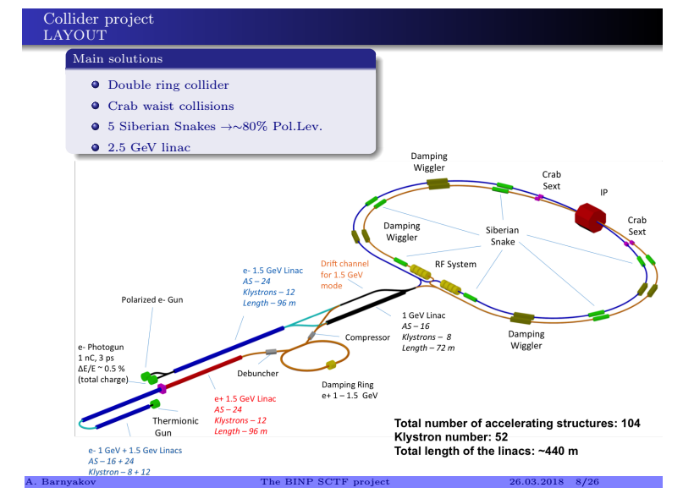 Collider project
LAYOUT
Main solutions
Double ring collider
Crab waist collisions
5 Siberian Snakes →∼80% Pol.Lev.
2.5 GeV linac
Damping
Wiggler
Crab
Sext
IP
Crab
Sext
Damping
Wiggler
Siberian
Snake
RF System
Drift channel
for 1.5 GeV
mode
e- 1.5 GeV Linac
AS – 24
Klystrons – 12
Length – 96 m
Polarized e- Gun
1 GeV Linac
AS – 16
Klystrons – 8
Length – 72 m
Damping
Wiggler
Compressor
e- Photogun
1 nC, 3 ps
ΔE/E ~ 0.5 %
(total charge)
Debuncher
Damping Ring
e+ 1 – 1.5 GeV
e+ 1.5 GeV Linac
AS – 24
Klystrons – 12
Length – 96 m
Thermionic
Gun
Total number of accelerating structures: 104
Klystron number: 52
Total length of the linacs: ~440 m
e- 1 GeV + 1.5 Gev Linacs
AS – 16 + 24
Klystron – 8 + 12
A. Barnyakov The BINP SCTF project 26.03.2018 8/26